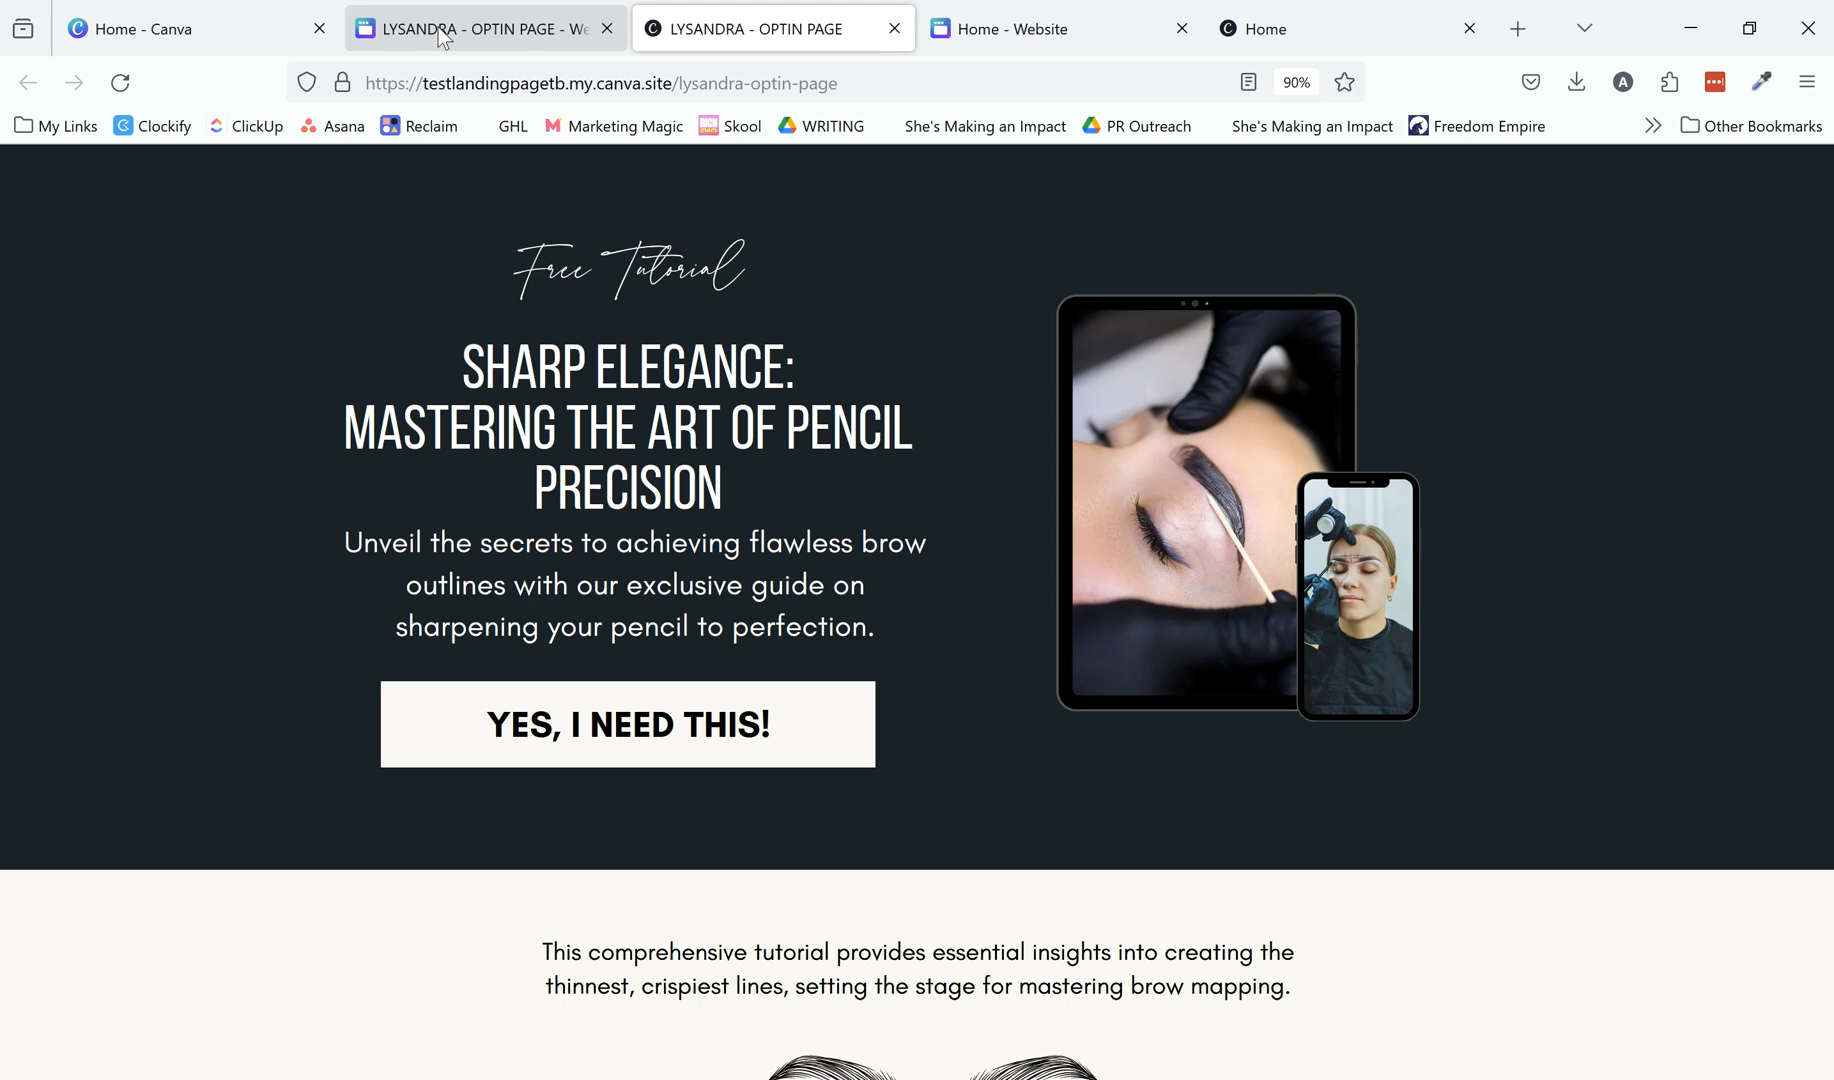 Home - Canva
LYSANDRA - OPTIN PAGE - We
LYSANDRA - OPTIN PAGE
Home - Website
Home
https://testlandingpagetb.my.canva.site/lysandra-optin-page
90%
A
My Links
Clockify
ClickUp
Asana
Reclaim
GHL
Marketing Magic
Skool
WRITING
She's Making an Impact
PR Outreach
She's Making an Impact
Freedom Empire
Other Bookmarks
Free Tutorial
SHARP ELEGANCE:
MASTERING THE ART OF PENCIL
PRECISION
Unveil the secrets to achieving flawless brow
outlines with our exclusive guide on
sharpening your pencil to perfection.
YES, I NEED THIS!
This comprehensive tutorial provides essential insights into creating the
thinnest, crispiest lines, setting the stage for mastering brow mapping.